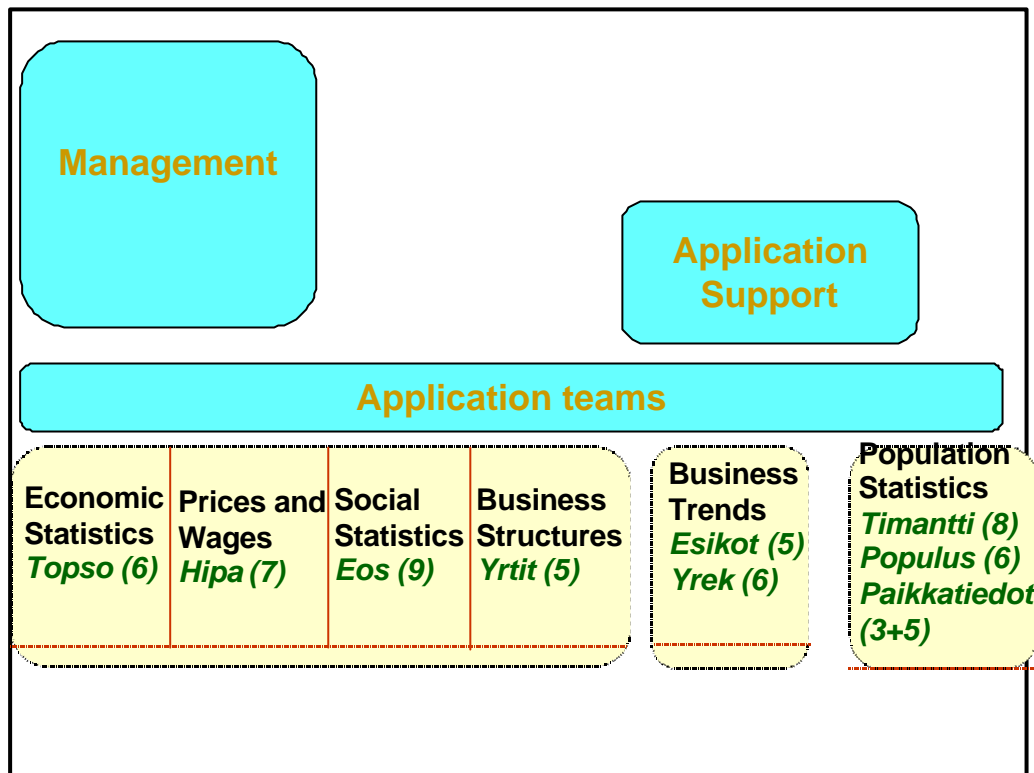 Management
Application
Support
Application teams
Economic
Statistics
Topso (6)
Prices and
Wages
Hipa (7)
Social
Statistics
Eos (9)
Business
Structures
Yrtit (5)
Business
Trends
Esikot (5)
Yrek (6)
Population
Statistics
Timantti (8)
Populus (6)
Paikkatiedot
(3+5)